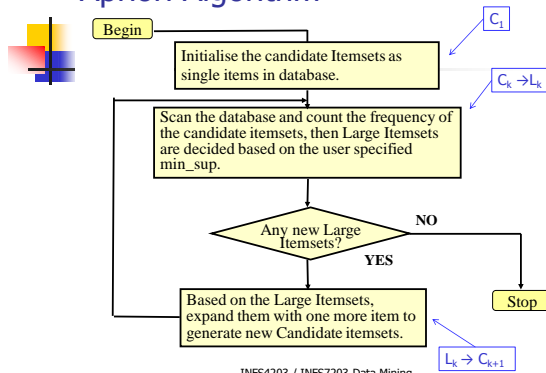 Apriori Algorithm
Begin
C1
Initialise the candidate Itemsets as
single items in database.
Ck →Lk
Scan the database and count the frequency of
the candidate itemsets, then Large Itemsets
are decided based on the user specified
min_sup.
Any new Large
Itemsets?
NO
YES
Based on the Large Itemsets,
expand them with one more item to
generate new Candidate itemsets.
Stop
Lk → Ck+1
INFS4203 / INFS7203 Data Mining